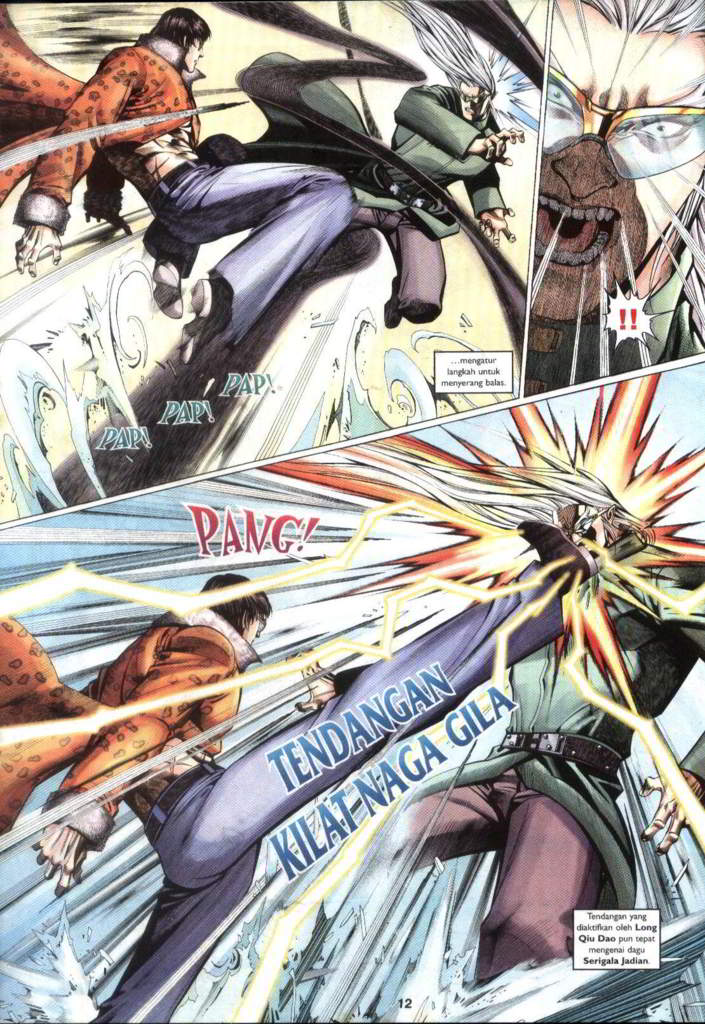 PAP!
PAP!
PAP!
…mengatur
langkah untuk
menyerang balas.
!!
PANG!
TENDANGAN
KILAT NAGA GILA
Tendangan yang
diaktifkan oleh Long
Qiu Dao pun tepat
mengenai dagu
Serigala Jadian.
12